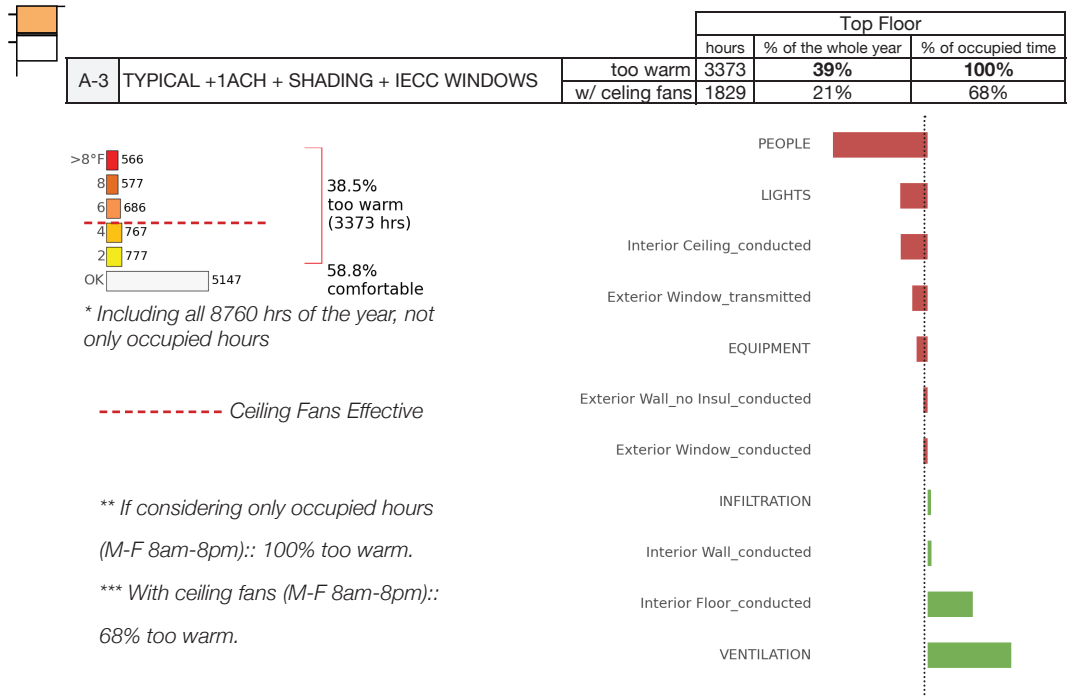 Top Floor
hours % of the whole year % of occupied time
A-3 TYPICAL +1ACH + SHADING + IECC WINDOWS
too warm 3373 39% 100%
w/ celing fans 1829 21% 68%
>8°F 566
8 577
6 686
4 767
2 777
OK 5147
38.5%
too warm
(3373 hrs)
58.8%
comfortable
* Including all 8760 hrs of the year, not
only occupied hours
Ceiling Fans Effective
** If considering only occupied hours
(M-F 8am-8pm):: 100% too warm.
*** With ceiling fans (M-F 8am-8pm)::
68% too warm.
PEOPLE
LIGHTS
Interior Ceiling_conducted
Exterior Window_transmitted
EQUIPMENT
Exterior Wall_no Insul_conducted
Exterior Window_conducted
INFILTRATION
Interior Wall_conducted
Interior Floor_conducted
VENTILATION